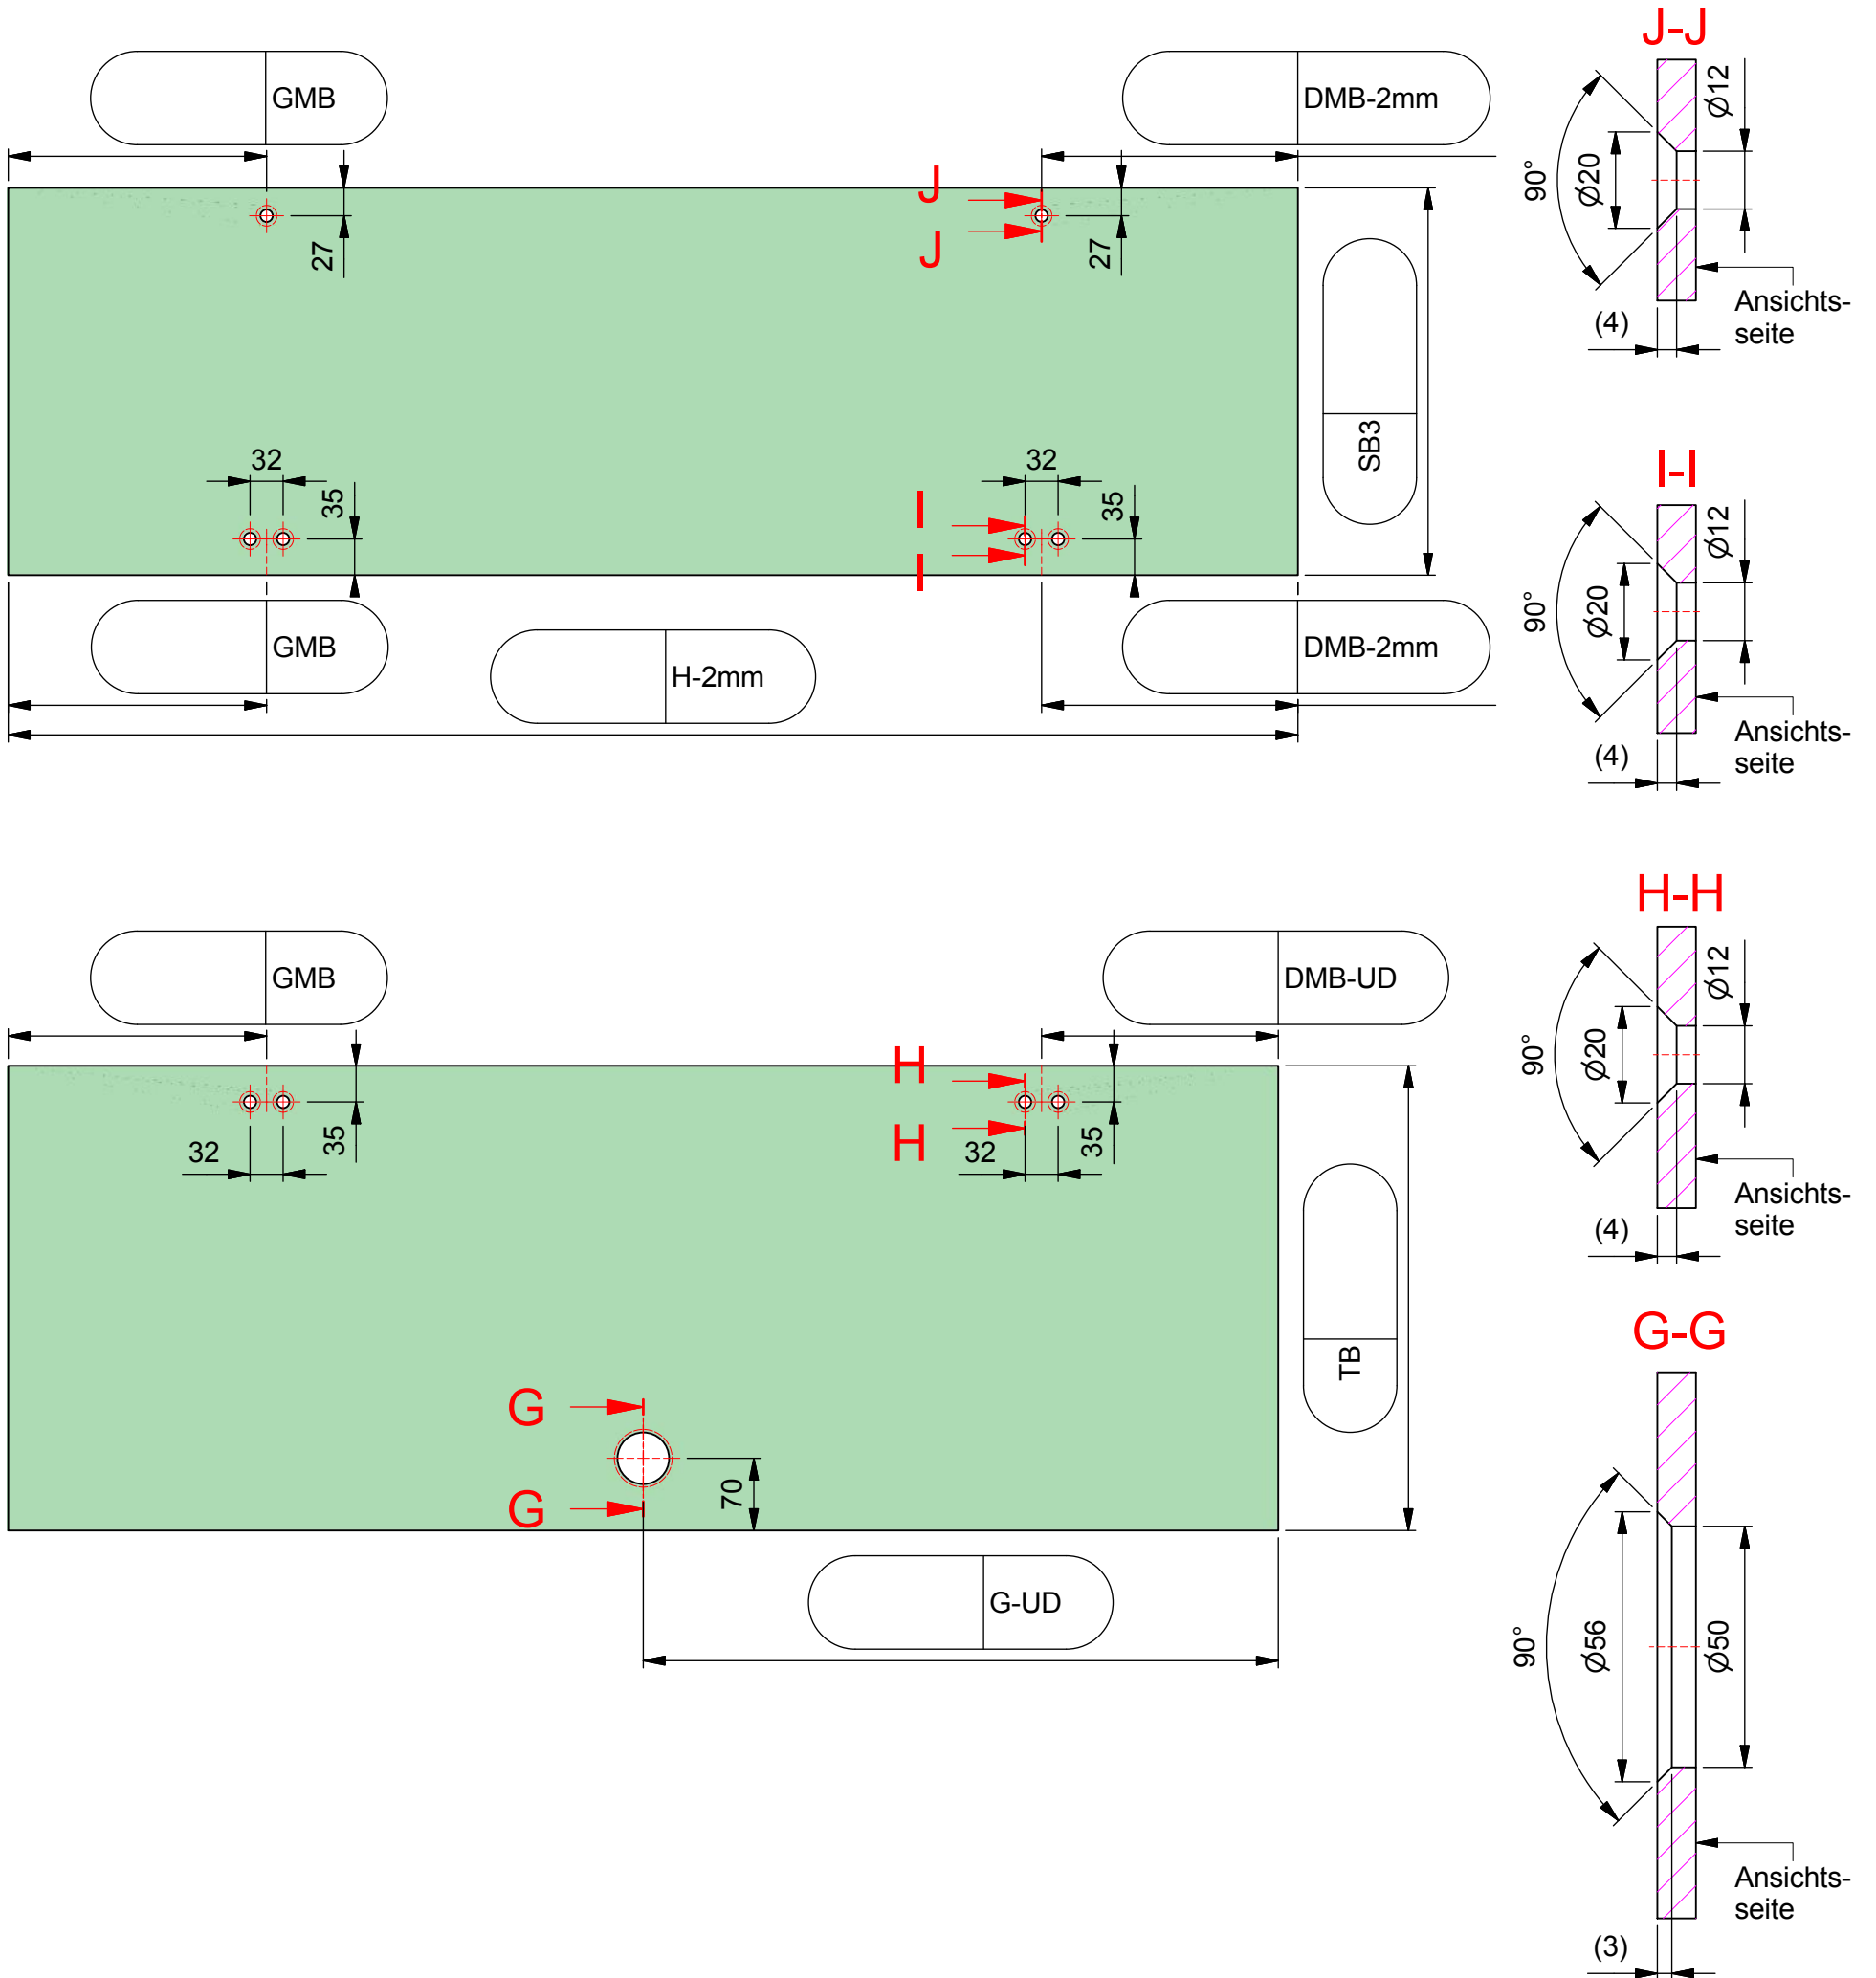 J-J
GMB
DMB-2mm
Ø12
Ø20
90°
J
J
27
27
SB3
Ansichts-
seite
(4)
32
35
32
35
I
I
I-I
Ø12
Ø20
90°
GMB
H-2mm
DMB-2mm
Ansichts-
seite
(4)
H-H
GMB
DMB-UD
Ø12
Ø20
90°
H
H
32
35
32
35
TB
Ansichts-
seite
(4)
G-G
G
G
70
G-UD
90°
Ø56
Ø50
Ansichts-
seite
(3)